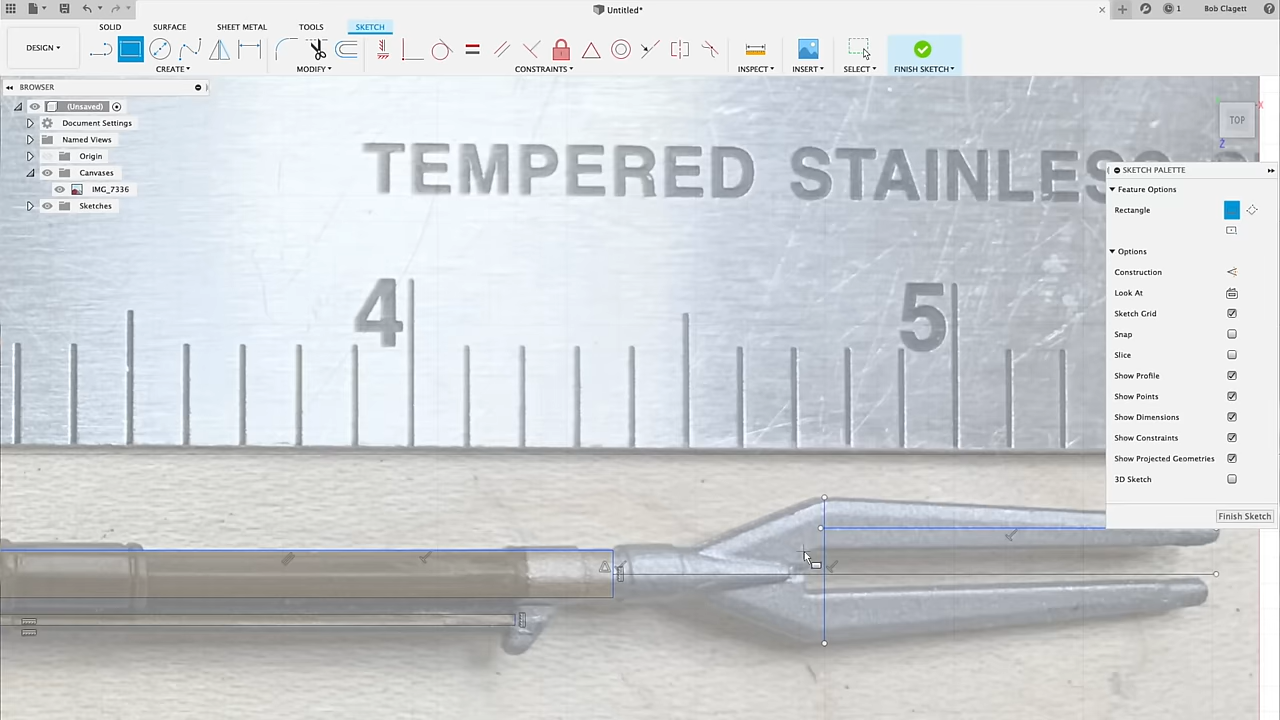 Untitled*
1
Bob Clagett
DESIGN
SOLID
SURFACE
SHEET METAL
TOOLS
SKETCH
CREATE
MODIFY
CONSTRAINTS
INSPECT
INSERT
SELECT
FINISH SKETCH
BROWSER
(Unsaved)
Document Settings
Named Views
Origin
Canvases
IMG_7336
Sketches
TEMPERED STAINLES
4
5
TOP
X
Z
SKETCH PALETTE
Feature Options
Rectangle
Options
Construction
Look At
Sketch Grid
Snap
Slice
Show Profile
Show Points
Show Dimensions
Show Constraints
Show Projected Geometries
3D Sketch
Finish Sketch